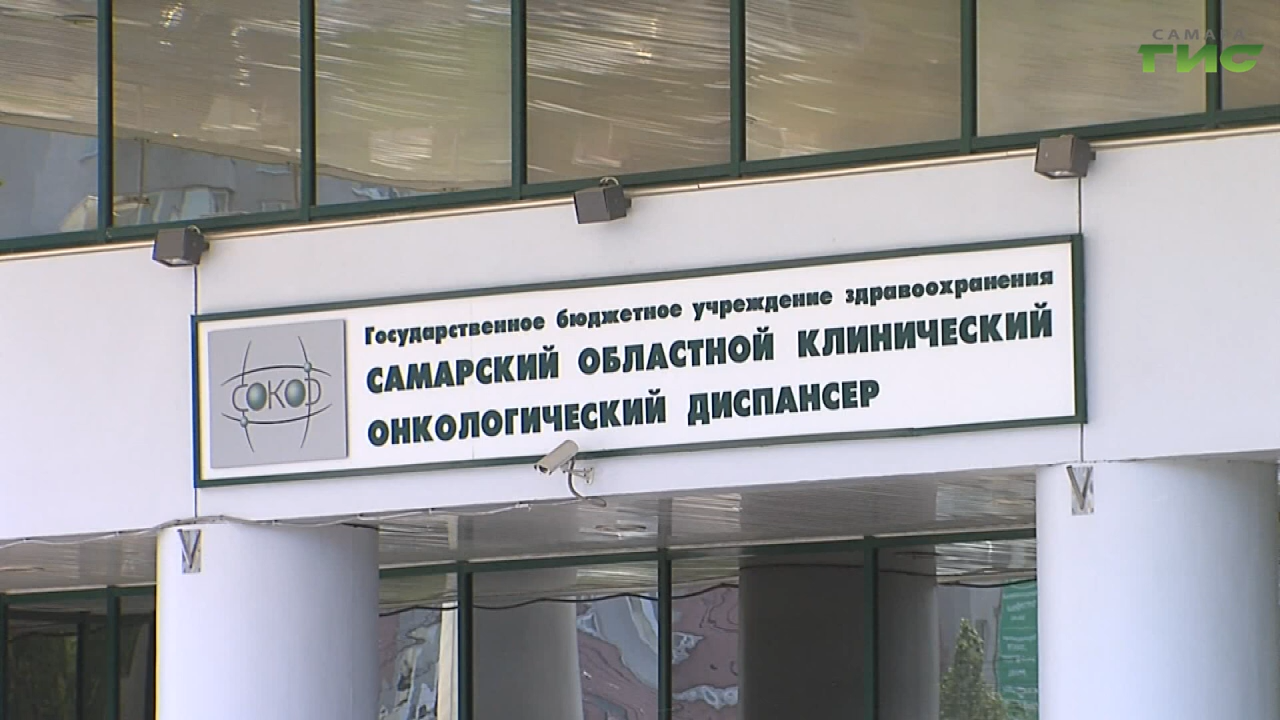 САМАРА
ГИС
Государственное бюджетное учреждение здравоохранения
САМАРСКИЙ ОБЛАСТНОЙ КЛИНИЧЕСКИЙ
ОНКОЛОГИЧЕСКИЙ ДИСПАНСЕР
СОКОД